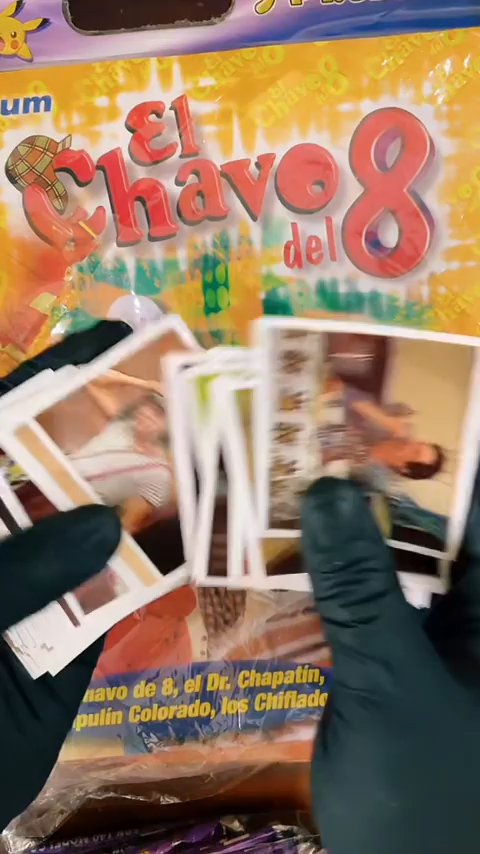 um
El
Chavo
del 8
havo de 8, el Dr. Chapatín,
pulín Colorado, los Chiflado